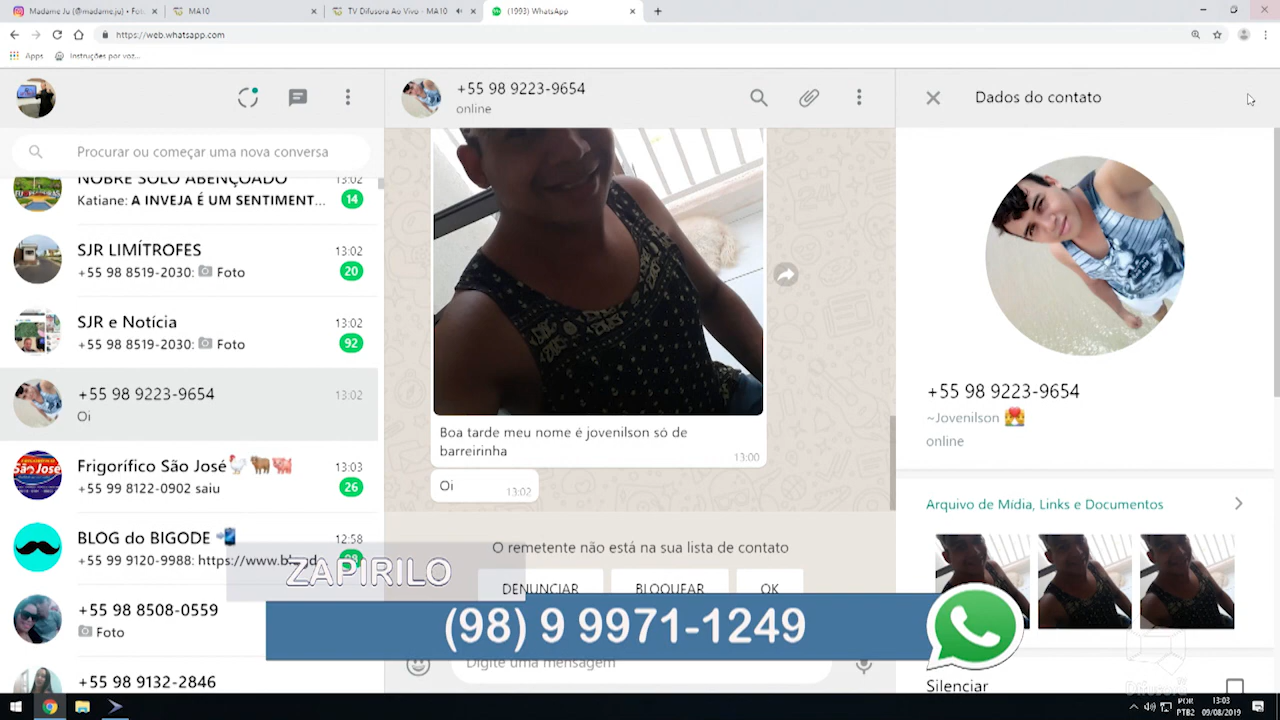 Madame Ju (@madame.ju) • Fot
MA10
TV Difusora Ao Vivo - MA10
(1993) WhatsApp
https://web.whatsapp.com
Apps
Instruções por voz...
+55 98 9223-9654
online
Dados do contato
Procurar ou começar uma nova conversa
NOBRE SOLO ABENÇOADO
13:02
Katiane: A INVEJA É UM SENTIMENT...
14
SJR LIMÍTROFES
13:02
+55 98 8519-2030: Foto
20
SJR e Notícia
13:02
+55 98 8519-2030: Foto
92
+55 98 9223-9654
13:02
Oi
Frigorífico São José
13:03
+55 99 8122-0902 saiu
26
BLOG do BIGODE
12:58
+55 99 9120-9988: https://www.b
+55 98 8508-0559
Foto
+55 98 9132-2846
Boa tarde meu nome é jovenilson só de
barreirinha
13:00
Oi
13:02
O remetente não está na sua lista de contato
DENUNCIAR
BLOQUEAR
OK
Digite uma mensagem
+55 98 9223-9654
~Jovenilson
online
Arquivo de Mídia, Links e Documentos
Silenciar
ZAPIRILO
(98) 9 9971-1249
Difusora
São José
POR
PTB2
13:03
09/08/2019